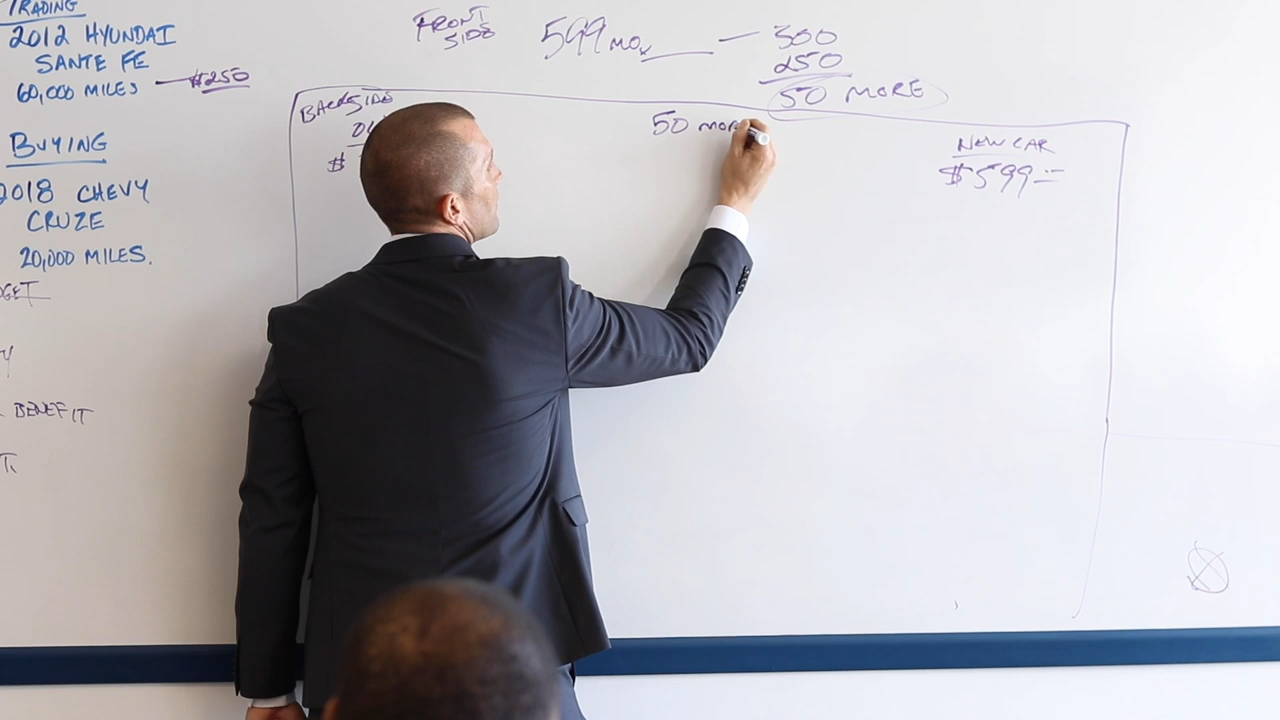 TRADING
2012 HYUNDAI
SANTE FE
60,000 MILES — $250
BUYING
2018 CHEVY
CRUZE
20,000 MILES.
BENEFIT
FRONT
SIDE
599 mo. — 300
250
50 MORE
BACKSIDE
$
50 mor
NEW CAR
$599